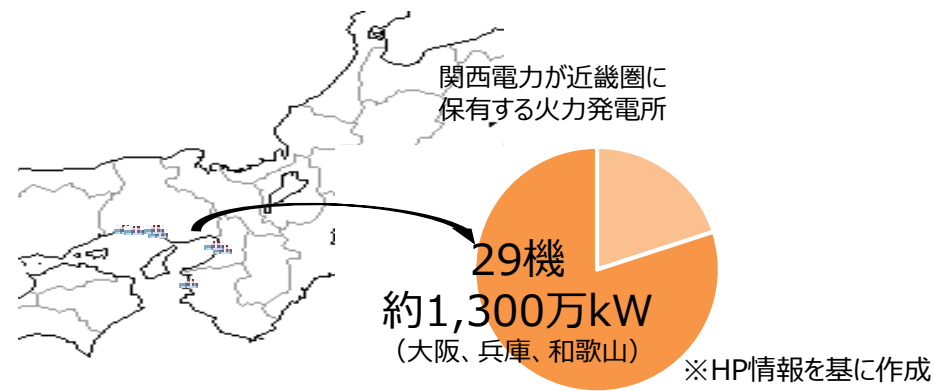 関西電力が近畿圏に
保有する火力発電所
29機
約1,300万kW
（大阪、兵庫、和歌山）
※HP情報を基に作成